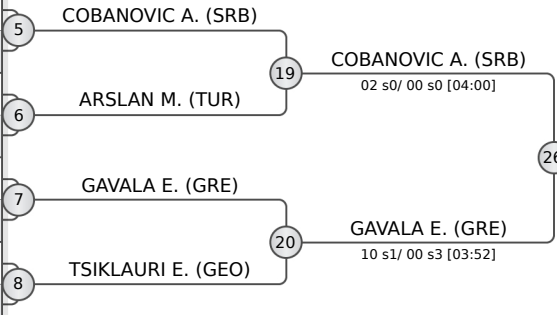 COBANOVIC A. (SRB)
5
19
COBANOVIC A. (SRB)
02 s0/ 00 s0 [04:00]
ARSLAN M. (TUR)
6
26
GAVALA E. (GRE)
7
20
GAVALA E. (GRE)
10 s1/ 00 s3 [03:52]
TSIKLAURI E. (GEO)
8